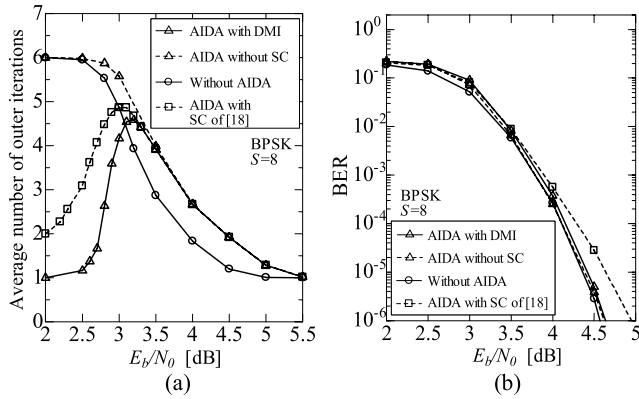 7
6
5
4
3
2
1
0
Average number of outer iterations
AIDA with DMI
AIDA without SC
Without AIDA
AIDA with
SC of [18]
BPSK
S=8
2 2.5 3 3.5 4 4.5 5 5.5
E_b/N_0 [dB]
(a)
10^0
10^-1
10^-2
10^-3
10^-4
10^-5
10^-6
BER
BPSK
S=8
AIDA with DMI
AIDA without SC
Without AIDA
AIDA with SC of [18]
2 2.5 3 3.5 4 4.5 5
E_b/N_0 [dB]
(b)